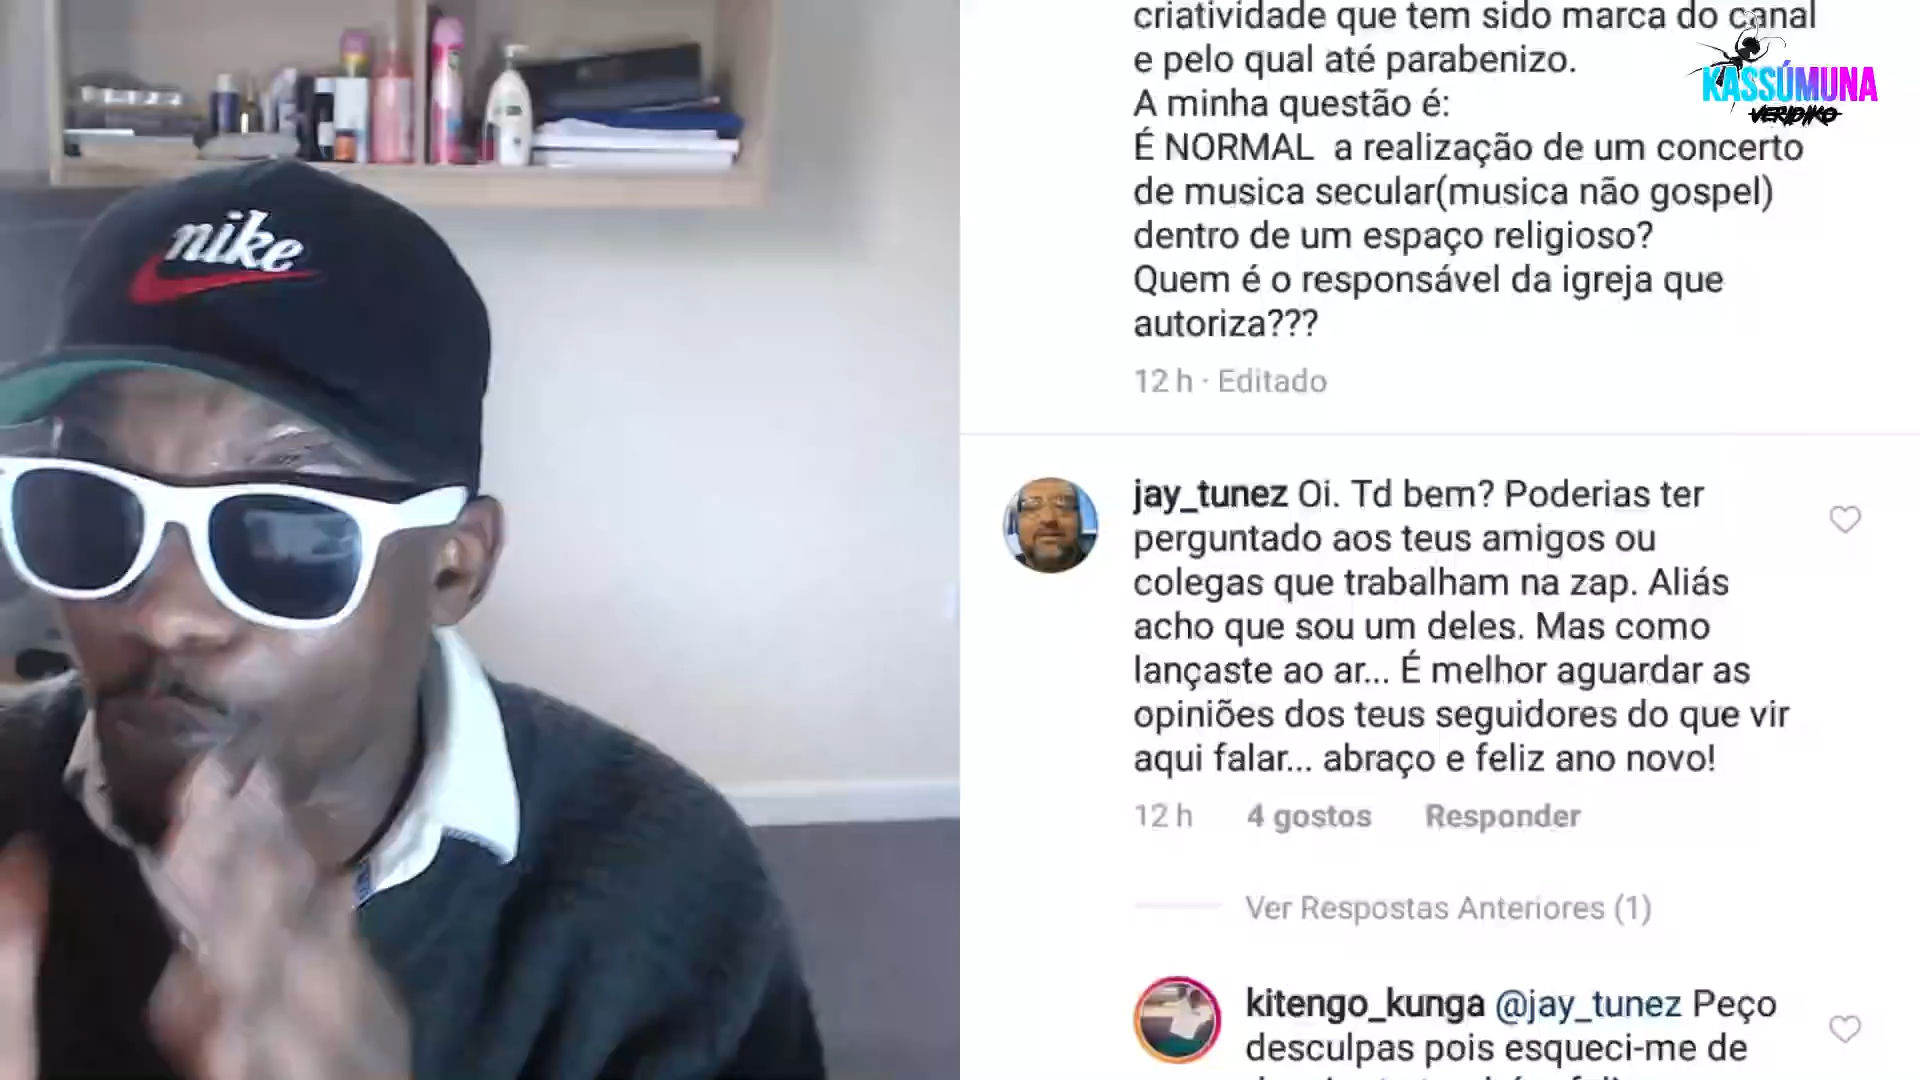 criatividade que tem sido marca do canal
e pelo qual até parabenizo.
A minha questão é:
É NORMAL a realização de um concerto
de musica secular(musica não gospel)
dentro de um espaço religioso?
Quem é o responsável da igreja que
autoriza???
12 h · Editado
KASSÚMUNA
VERIDIKO
nike
jay_tunez Oi. Td bem? Poderias ter
perguntado aos teus amigos ou
colegas que trabalham na zap. Aliás
acho que sou um deles. Mas como
lançaste ao ar... É melhor aguardar as
opiniões dos teus seguidores do que vir
aqui falar... abraço e feliz ano novo!
12 h 4 gostos Responder
Ver Respostas Anteriores (1)
kitengo_kunga @jay_tunez Peço
desculpas pois esqueci-me de